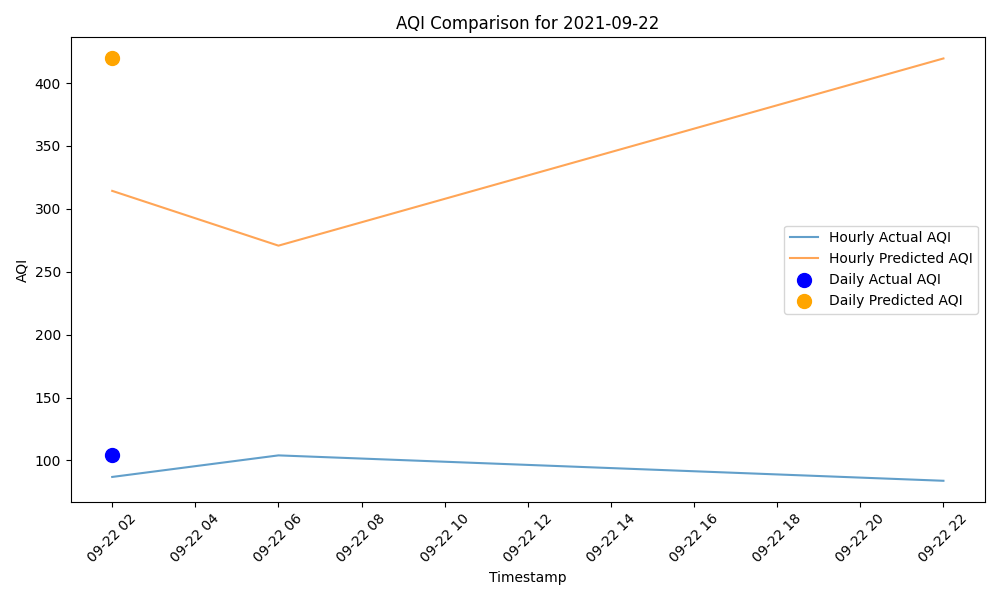 AQI Comparison for 2021-09-22
AQI
400
350
300
250
200
150
100
Hourly Actual AQI
Hourly Predicted AQI
Daily Actual AQI
Daily Predicted AQI
09-22 02
09-22 04
09-22 06
09-22 08
09-22 10
09-22 12
09-22 14
09-22 16
09-22 18
09-22 20
09-22 22
Timestamp